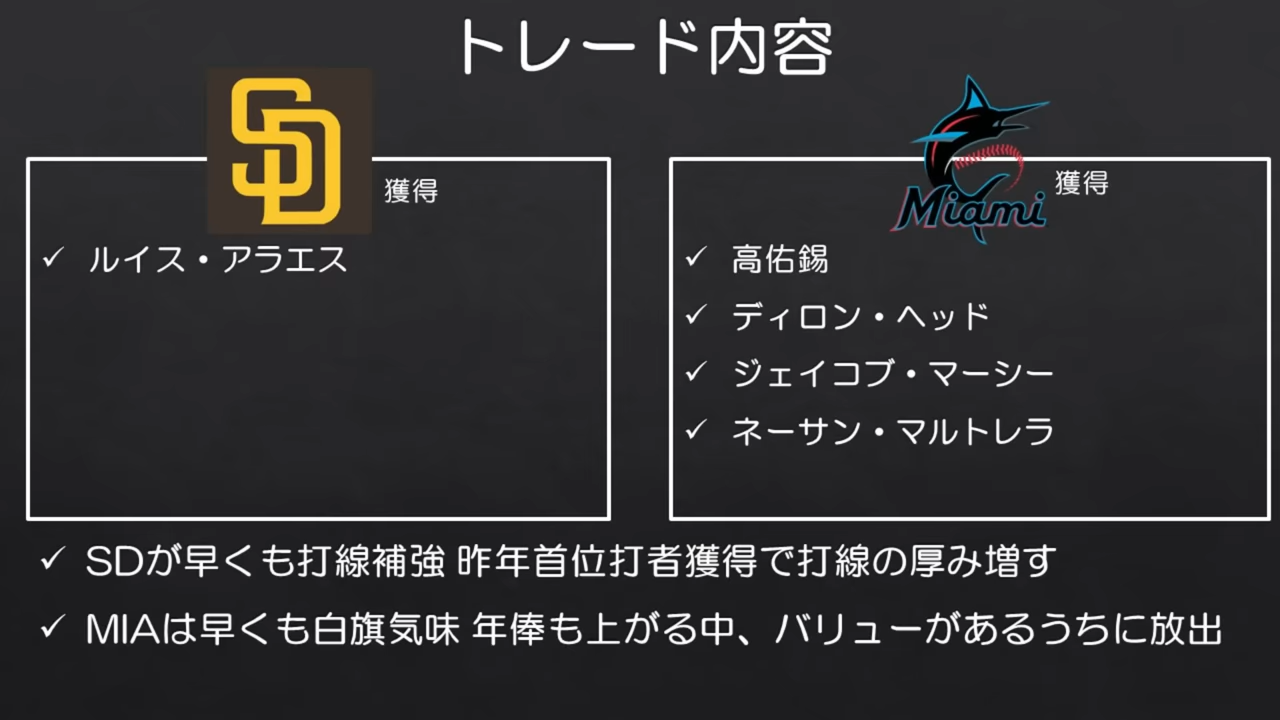 トレード内容
SD
獲得
✓ ルイス・アラエス
Miami
獲得
✓ 高佑錫
✓ ディロン・ヘッド
✓ ジェイコブ・マーシー
✓ ネーサン・マルトレラ
✓ SDが早くも打線補強 昨年首位打者獲得で打線の厚み増す
✓ MIAは早くも白旗気味 年俸も上がる中、バリューがあるうちに放出